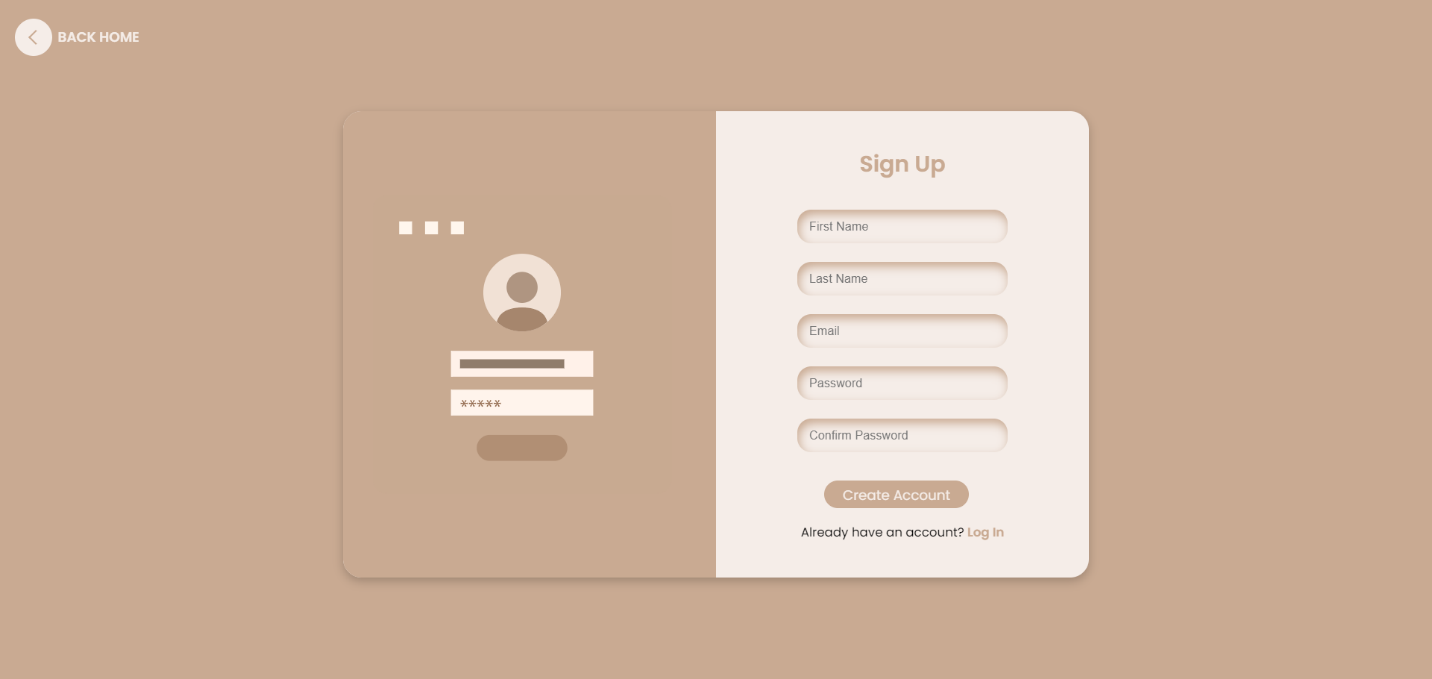 BACK HOME
Sign Up
First Name
Last Name
Email
*****
Password
Confirm Password
Create Account
Already have an account? Log In